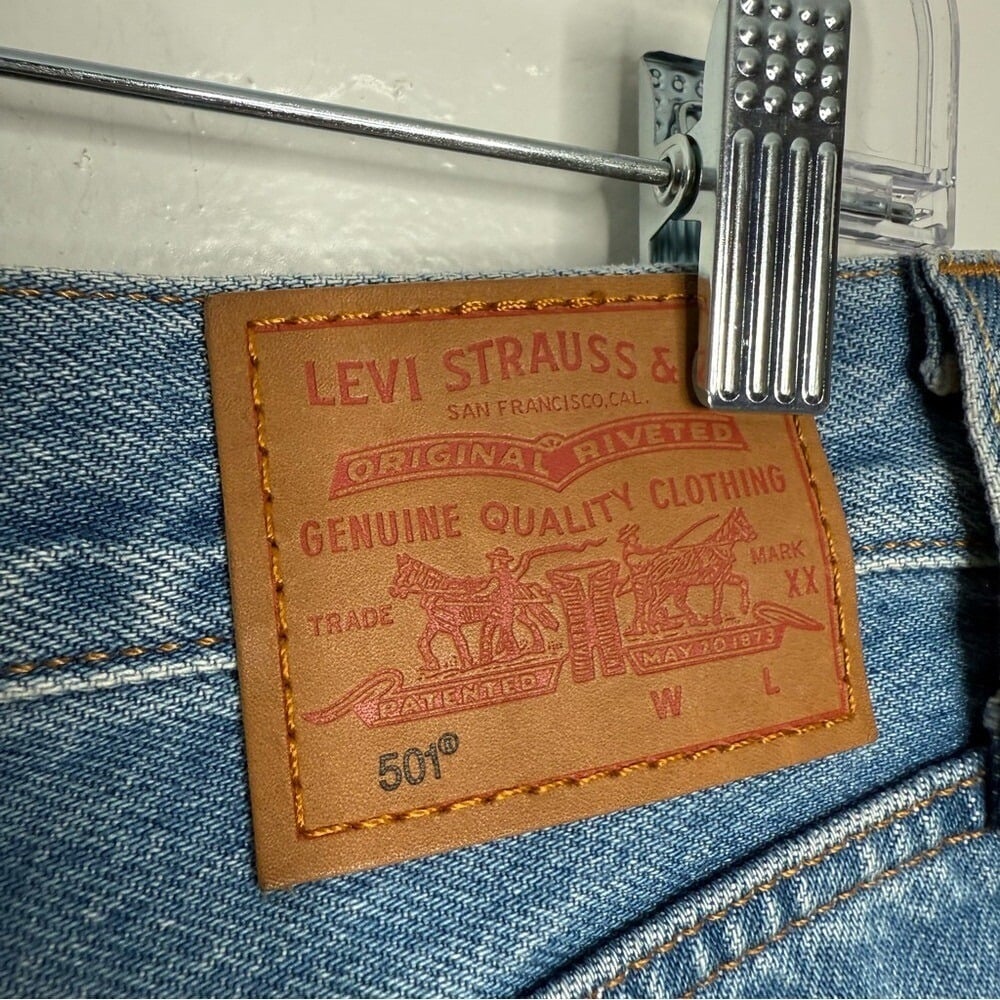 LEVI STRAUSS &
SAN FRANCISCO, CAL.
ORIGINAL RIVETED
GENUINE QUALITY CLOTHING
TRADE MARK
XX
PATENTED MAY 20 1873
W L
501®